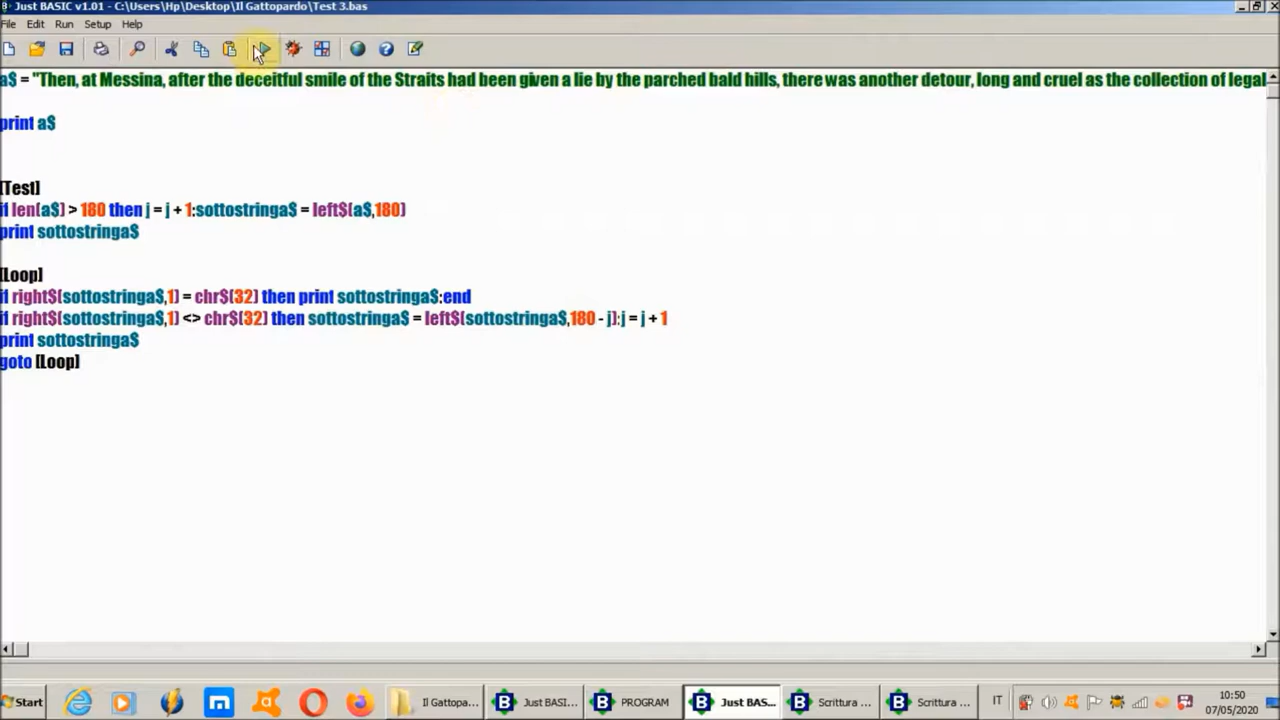 Just BASIC v1.01 - C:\Users\Hp\Desktop\Il Gattopardo\Test 3.bas
File Edit Run Setup Help
a$ = "Then, at Messina, after the deceitful smile of the Straits had been given a lie by the parched bald hills, there was another detour, long and cruel as the collection of legal
print a$
[Test]
if len(a$) > 180 then j = j + 1:sottostringa$ = left$(a$,180)
print sottostringa$
[Loop]
if right$(sottostringa$,1) = chr$(32) then print sottostringa$:end
if right$(sottostringa$,1) <> chr$(32) then sottostringa$ = left$(sottostringa$,180 - j):j = j + 1
print sottostringa$
goto [Loop]
Start Il Gattopa... Just BASI... PROGRAM Just BAS... Scrittura ... Scrittura ... IT 10:50
07/05/2020